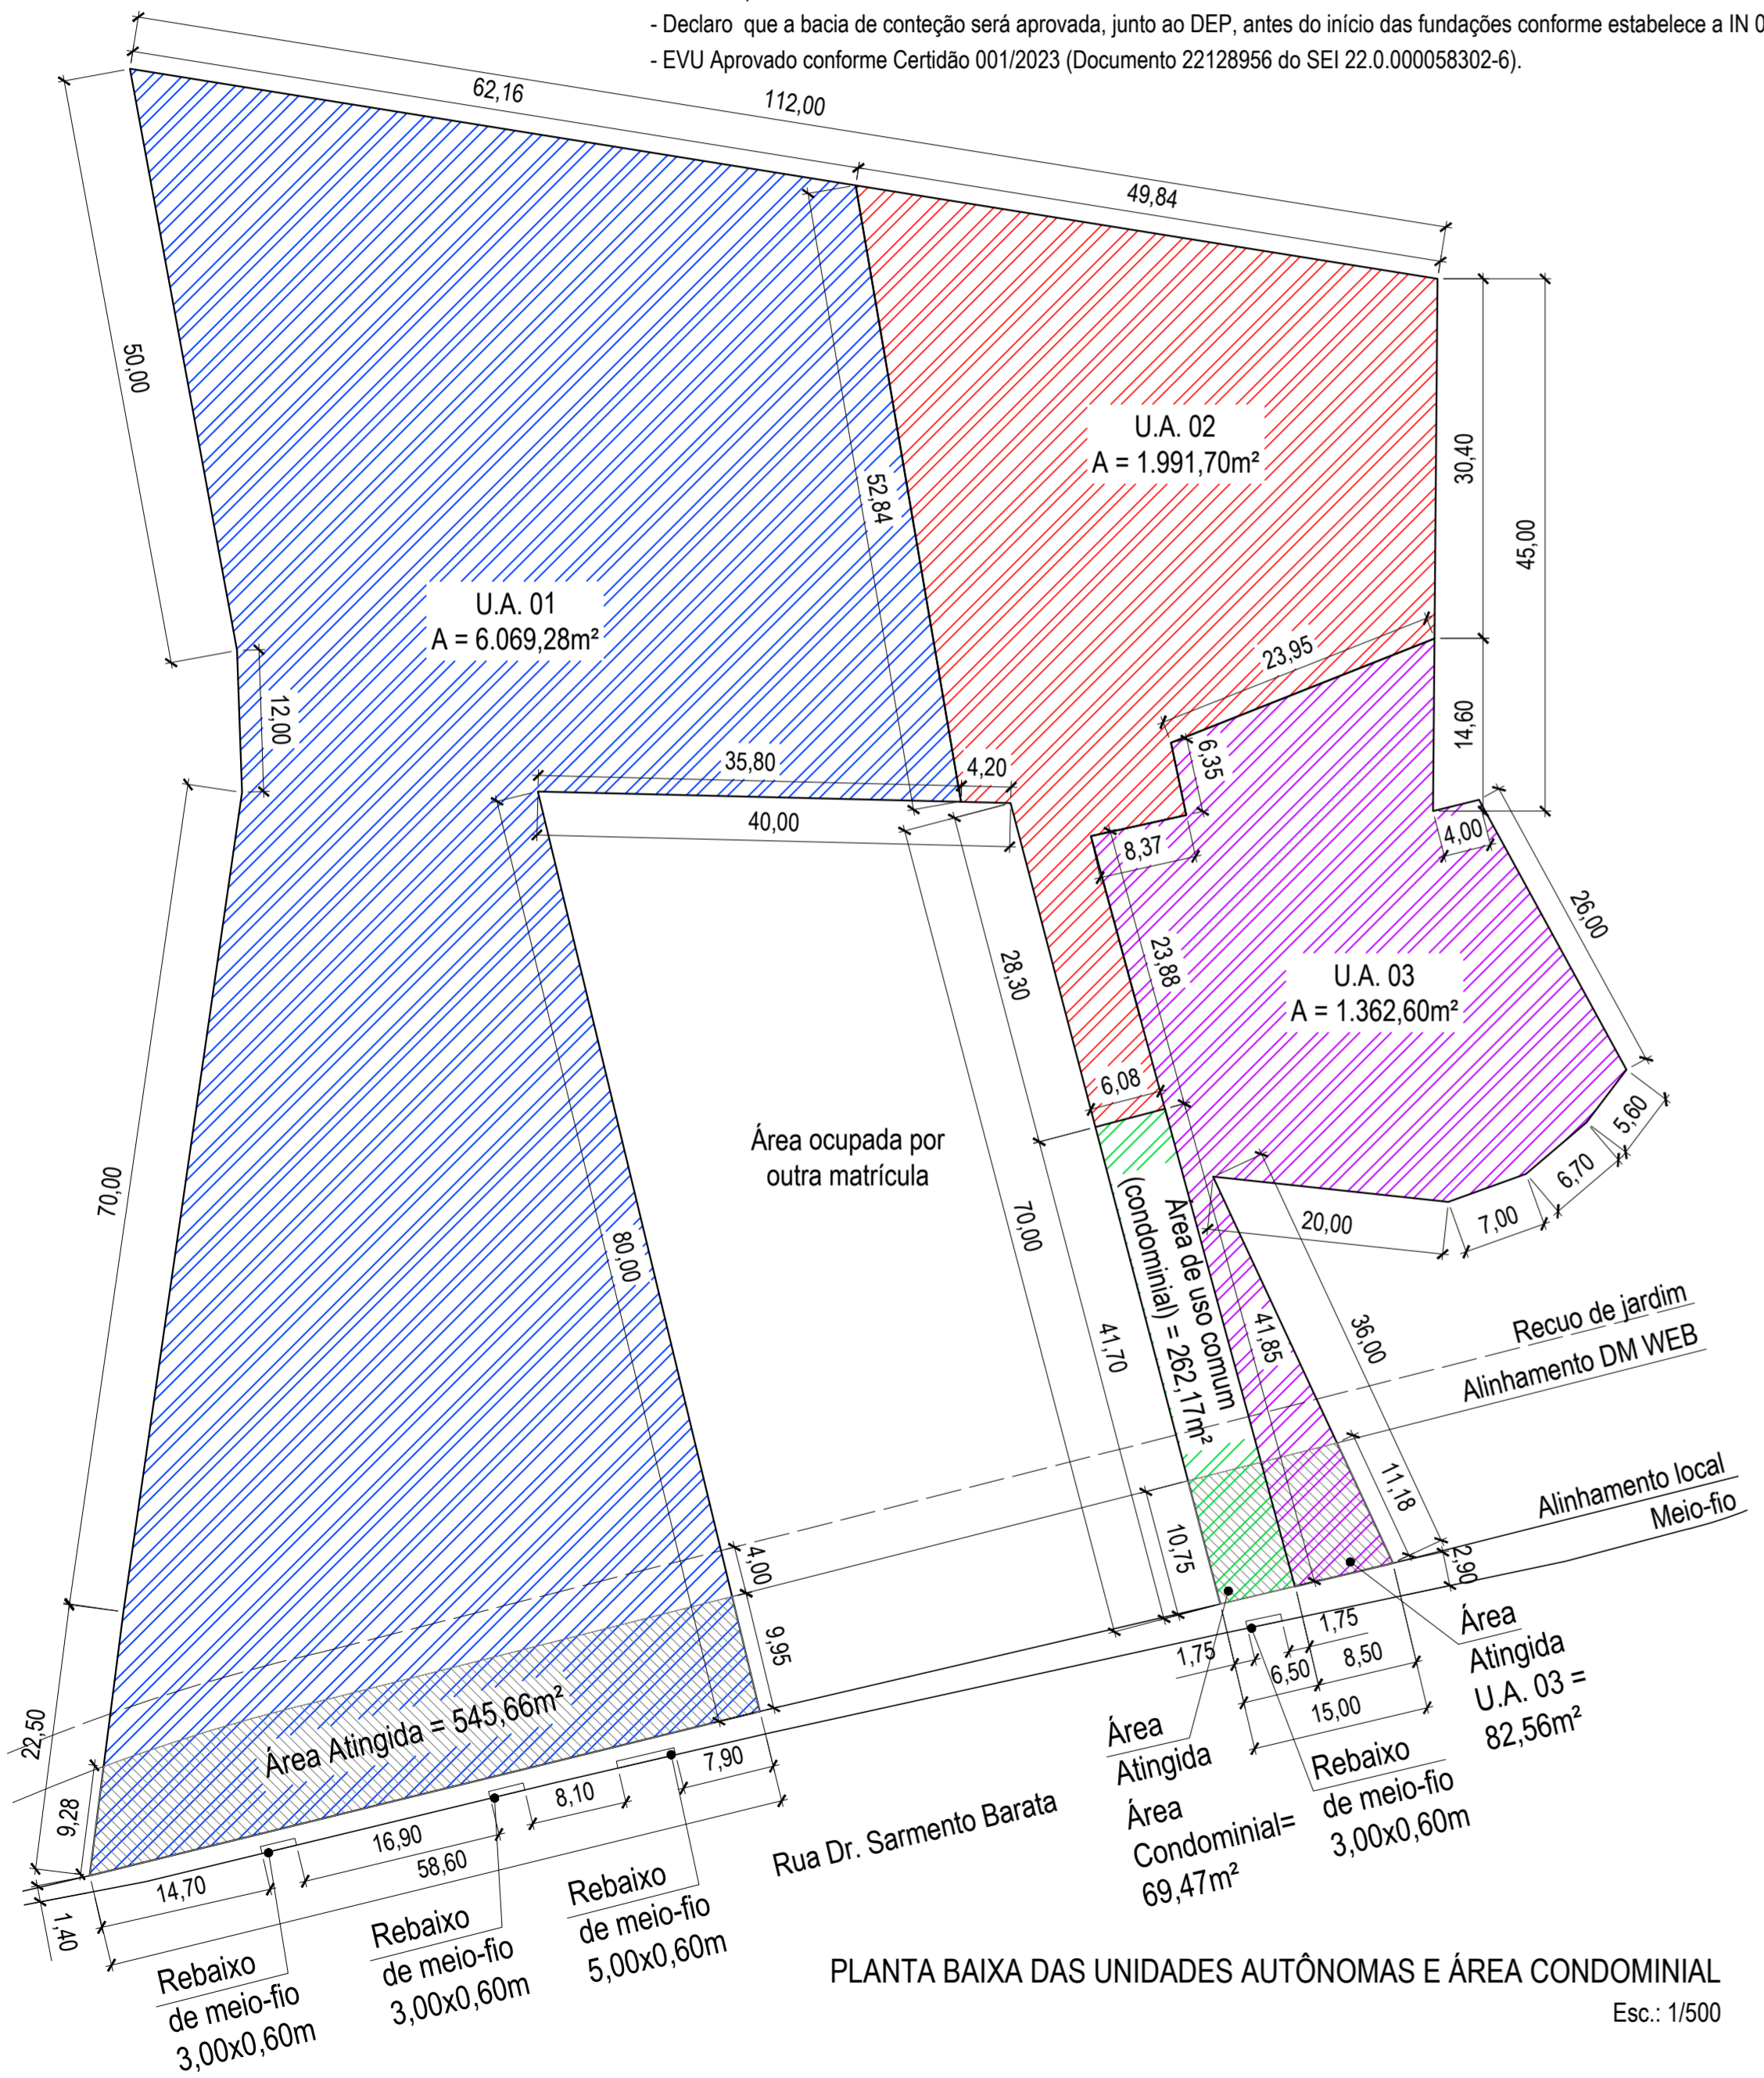 - Declaro  que a bacia de conteção será aprovada, junto ao DEP, antes do início das fundações conforme estabelece a IN 0
- EVU Aprovado conforme Certidão 001/2023 (Documento 22128956 do SEI 22.0.000058302-6).
62,16
112,00
49,84
50,00
U.A. 02
A = 1.991,70m²
30,40
45,00
52,84
U.A. 01
A = 6.069,28m²
23,95
12,00
14,60
6,35
35,80
4,20
40,00
8,37
4,00
26,00
28,30
23,88
U.A. 03
A = 1.362,60m²
6,08
5,60
Área ocupada por
outra matrícula
6,70
7,00
20,00
70,00
80,00
70,00
Área de uso comum
(condominial) = 262,17m²
41,70
41,85
36,00
Recuo de jardim
Alinhamento DM WEB
11,18
Alinhamento local
Meio-fio
10,75
4,00
9,95
2,90
1,75
1,75
6,50
8,50
15,00
Área
Atingida
U.A. 03 =
82,56m²
22,50
Área Atingida = 545,66m²
9,28
7,90
8,10
16,90
58,60
14,70
1,40
Rua Dr. Sarmento Barata
Área
Atingida
Área
Condominial=
69,47m²
Rebaixo
de meio-fio
3,00x0,60m
Rebaixo
de meio-fio
5,00x0,60m
Rebaixo
de meio-fio
3,00x0,60m
Rebaixo
de meio-fio
3,00x0,60m
PLANTA BAIXA DAS UNIDADES AUTÔNOMAS E ÁREA CONDOMINIAL
Esc.: 1/500